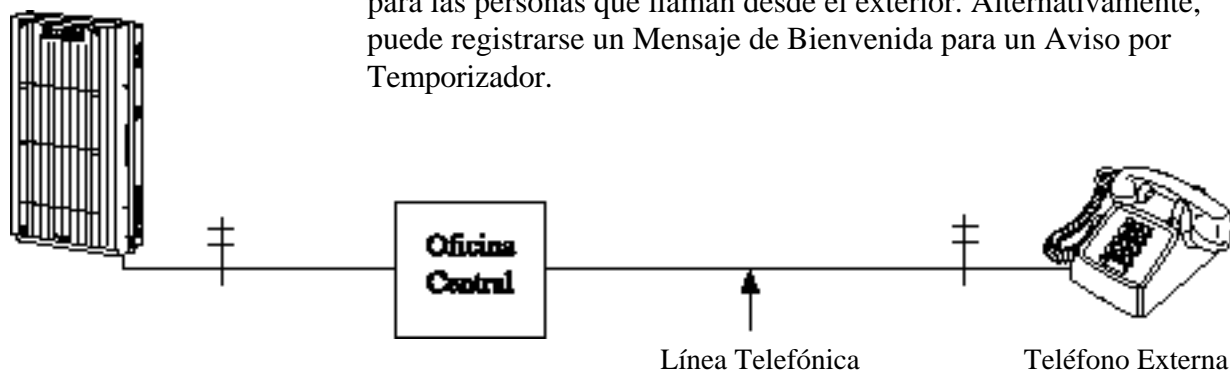 para las personas que llaman desde el exterior. Alternativamente,
puede registrarse un Mensaje de Bienvenida para un Aviso por
Temporizador.
Oficina
Central
Línea Telefónica
Teléfono Externa